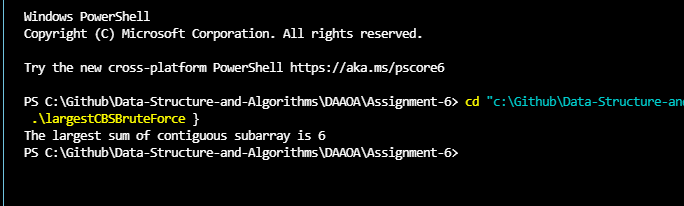 Windows PowerShell
Copyright (C) Microsoft Corporation. All rights reserved.
Try the new cross-platform PowerShell https://aka.ms/pscore6
PS C:\Github\Data-Structure-and-Algorithms\DAAOA\Assignment-6> cd "c:\Github\Data-Structure-an
.\largestCBSBruteForce }
The largest sum of contiguous subarray is 6
PS C:\Github\Data-Structure-and-Algorithms\DAAOA\Assignment-6>